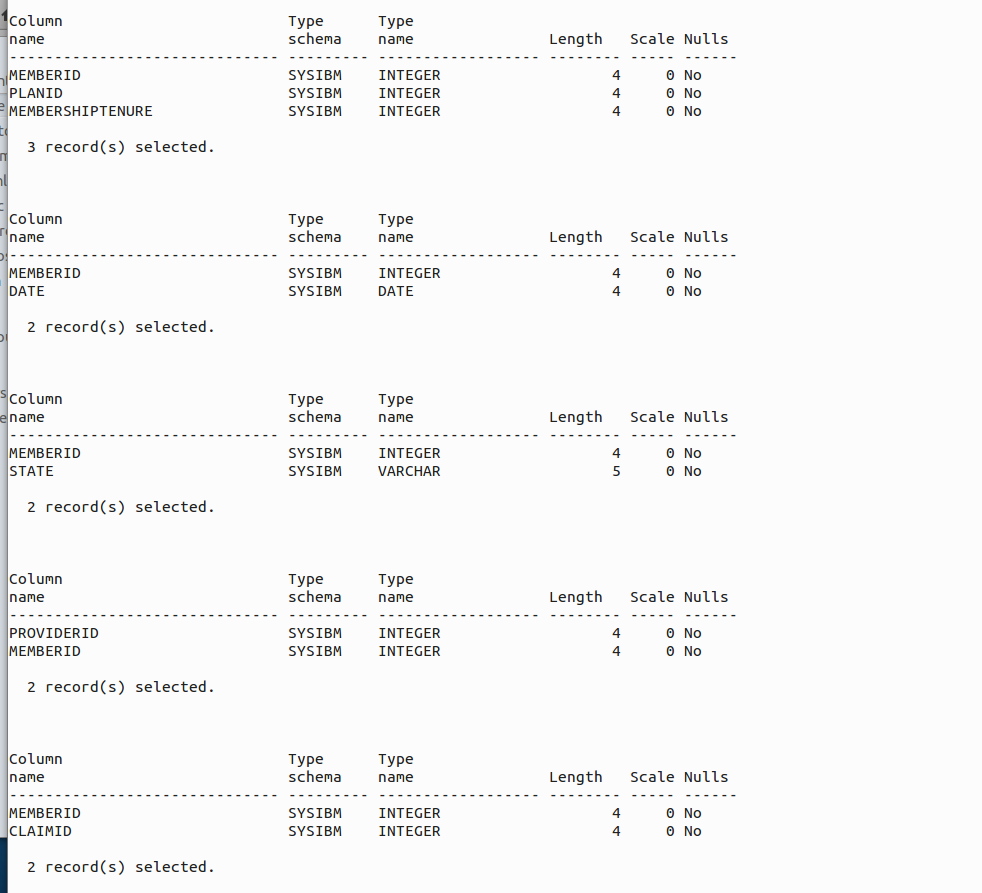 Column                         Type      Type
name                           schema    name               Length   Scale Nulls
------------------------------ --------- ------------------ -------- ----- ------
MEMBERID                       SYSIBM    INTEGER                   4     0 No
PLANID                         SYSIBM    INTEGER                   4     0 No
MEMBERSHIPTENURE               SYSIBM    INTEGER                   4     0 No
  3 record(s) selected.
Column                         Type      Type
name                           schema    name               Length   Scale Nulls
------------------------------ --------- ------------------ -------- ----- ------
MEMBERID                       SYSIBM    INTEGER                   4     0 No
DATE                           SYSIBM    DATE                      4     0 No
  2 record(s) selected.
Column                         Type      Type
name                           schema    name               Length   Scale Nulls
------------------------------ --------- ------------------ -------- ----- ------
MEMBERID                       SYSIBM    INTEGER                   4     0 No
STATE                          SYSIBM    VARCHAR                   5     0 No
  2 record(s) selected.
Column                         Type      Type
name                           schema    name               Length   Scale Nulls
------------------------------ --------- ------------------ -------- ----- ------
PROVIDERID                     SYSIBM    INTEGER                   4     0 No
MEMBERID                       SYSIBM    INTEGER                   4     0 No
  2 record(s) selected.
Column                         Type      Type
name                           schema    name               Length   Scale Nulls
------------------------------ --------- ------------------ -------- ----- ------
MEMBERID                       SYSIBM    INTEGER                   4     0 No
CLAIMID                        SYSIBM    INTEGER                   4     0 No
  2 record(s) selected.